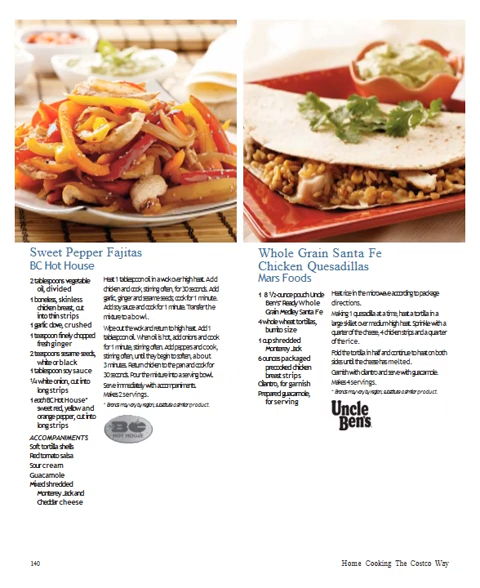 Sweet Pepper Fajitas
BC Hot House
2 tablespoons vegetable
oil, divided
1 boneless, skinless
chicken breast, cut
into thin strips
1 garlic clove, crushed
1 teaspoon finely chopped
fresh ginger
2 teaspoons sesame seeds,
white or black
1 tablespoon soy sauce
1/4 white onion, cut into
long strips
1 each BC Hot House*
sweet red, yellow and
orange pepper, cut into
long strips
ACCOMPANIMENTS
Soft tortilla shells
Red tomato salsa
Sour cream
Guacamole
Mixed shredded
Monterey Jack and
Cheddar cheese
Heat 1 tablespoon oil in a wok over high heat. Add
chicken and cook, stirring often, for 30 seconds. Add
garlic, ginger and sesame seeds; cook for 1 minute.
Add soy sauce and cook for 1 minute. Transfer the
mixture to a bowl.
Wipe out the wok and return to high heat. Add 1
tablespoon oil. When oil is hot, add onions and cook
for 1 minute, stirring often. Add peppers and cook,
stirring often, until they begin to soften, about
3 minutes. Return chicken to the pan and cook for
30 seconds. Pour the mixture into a serving bowl.
Serve immediately with accompaniments.
Makes 2 servings.
* Brands may vary by region; substitute a similar product.
BC
HOT HOUSE
Whole Grain Santa Fe
Chicken Quesadillas
Mars Foods
1 8 1/2-ounce pouch Uncle
Ben's Ready Whole
Grain Medley Santa Fe
4 whole wheat tortillas,
burrito size
1 cup shredded
Monterey Jack
6 ounces packaged
precooked chicken
breast strips
Cilantro, for garnish
Prepared guacamole,
for serving
Heat rice in the microwave according to package
directions.
Making 1 quesadilla at a time, heat a tortilla in a
large skillet over medium heat. Sprinkle with a
quarter of the cheese, 4 chicken strips and a quarter
of the rice.
Fold the tortilla in half and continue to heat on both
sides until the cheese has melted.
Garnish with cilantro and serve with guacamole.
Makes 4 servings.
* Brands may vary by region; substitute a similar product.
Uncle
Ben's
140
Home Cooking The Costco Way